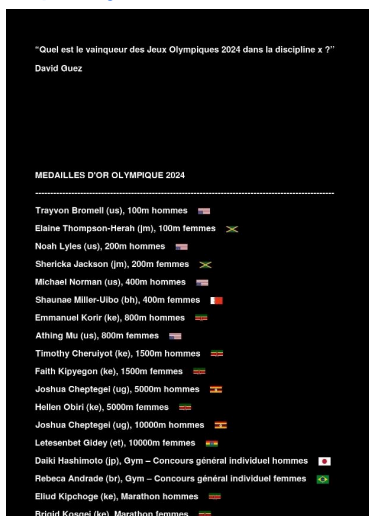 “Quel est le vainqueur des Jeux Olympiques 2024 dans la discipline x ?”
David Guez
MEDAILLES D'OR OLYMPIQUE 2024
Trayvon Bromell (us), 100m hommes
Elaine Thompson-Herah (jm), 100m femmes
Noah Lyles (us), 200m hommes
Shericka Jackson (jm), 200m femmes
Michael Norman (us), 400m hommes
Shaunae Miller-Uibo (bh), 400m femmes
Emmanuel Korir (ke), 800m hommes
Athing Mu (us), 800m femmes
Timothy Cheruiyot (ke), 1500m hommes
Faith Kipyegon (ke), 1500m femmes
Joshua Cheptegei (ug), 5000m hommes
Hellen Obiri (ke), 5000m femmes
Joshua Cheptegei (ug), 10000m hommes
Letesenbet Gidey (et), 10000m femmes
Daiki Hashimoto (jp), Gym – Concours général individuel hommes
Rebeca Andrade (br), Gym – Concours général individuel femmes
Eliud Kipchoge (ke), Marathon hommes
Brigid Kosgei (ke), Marathon femmes